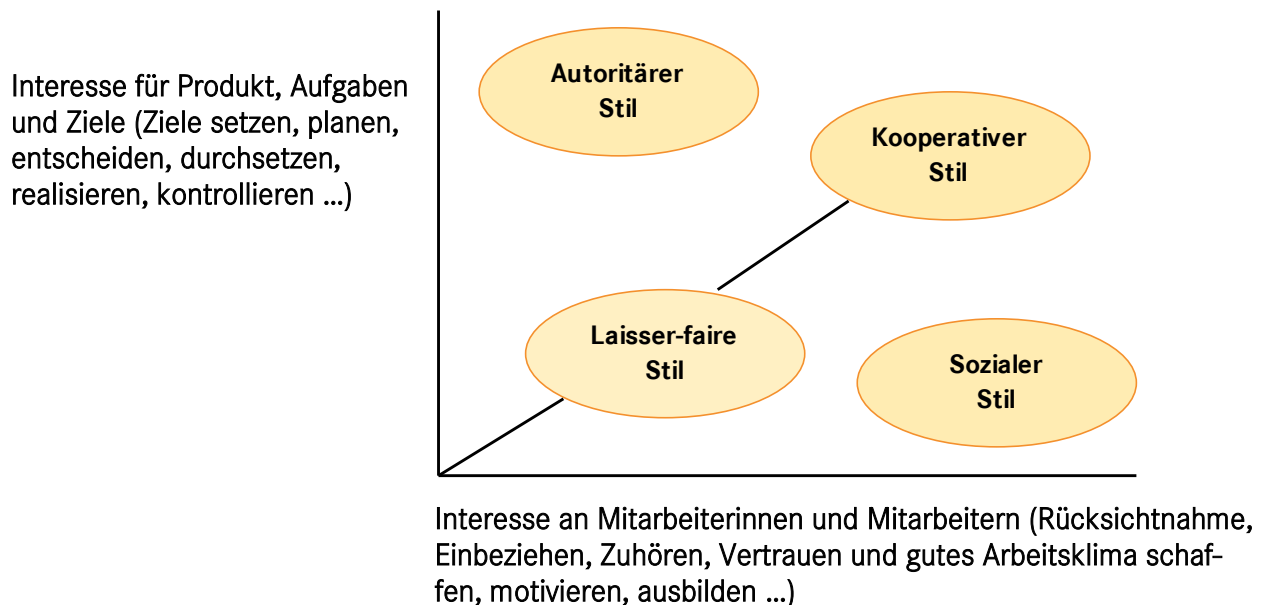 Interesse für Produkt, Aufgaben
und Ziele (Ziele setzen, planen,
entscheiden, durchsetzen,
realisieren, kontrollieren ...)
Autoritärer
Stil
Kooperativer
Stil
Laisser-faire
Stil
Sozialer
Stil
Interesse an Mitarbeiterinnen und Mitarbeitern (Rücksichtnahme,
Einbeziehen, Zuhören, Vertrauen und gutes Arbeitsklima schaf-
fen, motivieren, ausbilden ...)